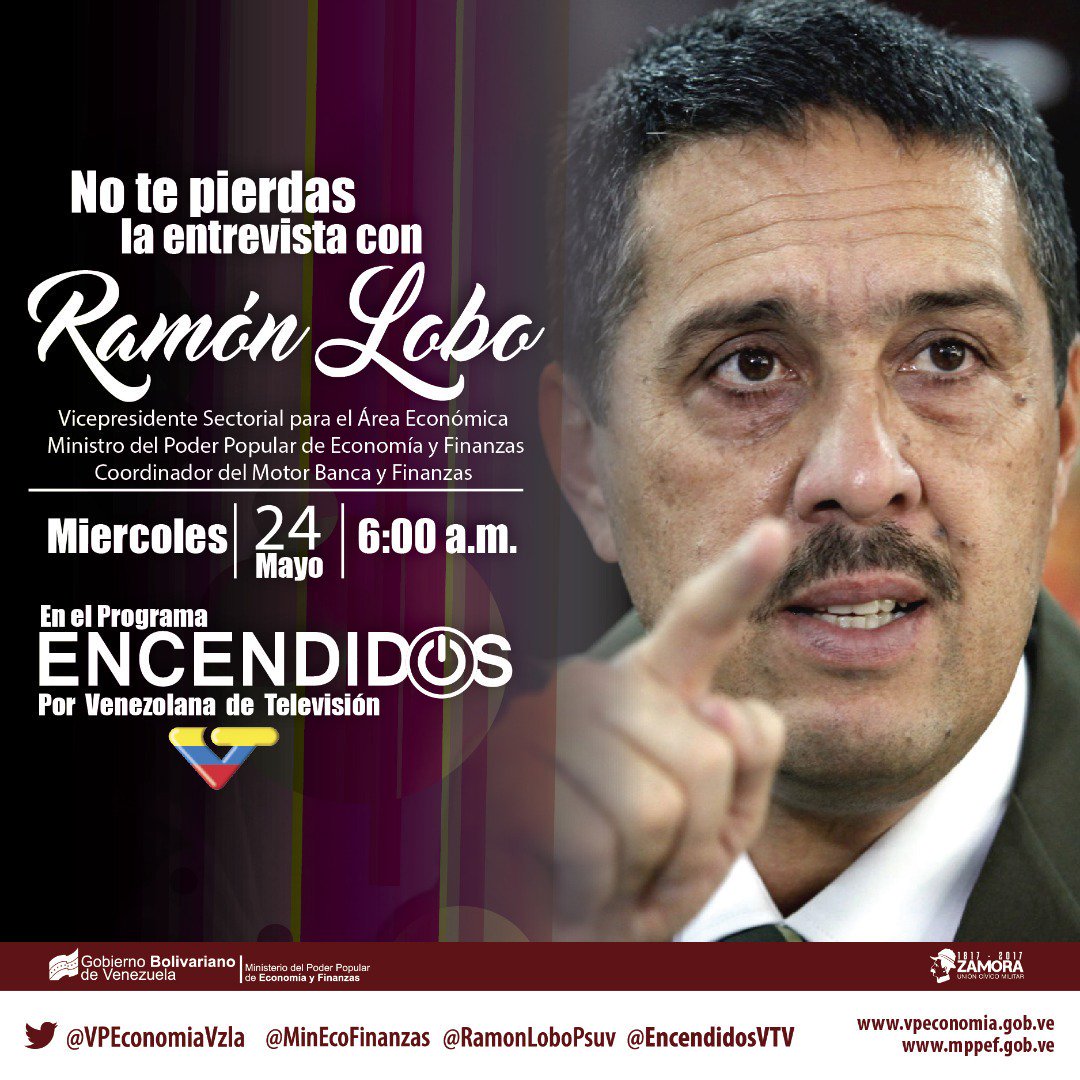 No te pierdas
la entrevista con
Ramón Lobo
Vicepresidente Sectorial para el Área Económica
Ministro del Poder Popular de Economía y Finanzas
Coordinador del Motor Banca y Finanzas
Miercoles 24 Mayo 6:00 a.m.
En el Programa
ENCENDIDOS
Por Venezolana de Televisión
Gobierno Bolivariano
de Venezuela
Ministerio del Poder Popular
de Economía y Finanzas
1817 - 2017
ZAMORA
UNIÓN CÍVICO MILITAR
@VPEconomiaVzla @MinEcoFinanzas @RamonLoboPsuv @EncendidosVTV
www.vpeconomia.gob.ve
www.mppef.gob.ve